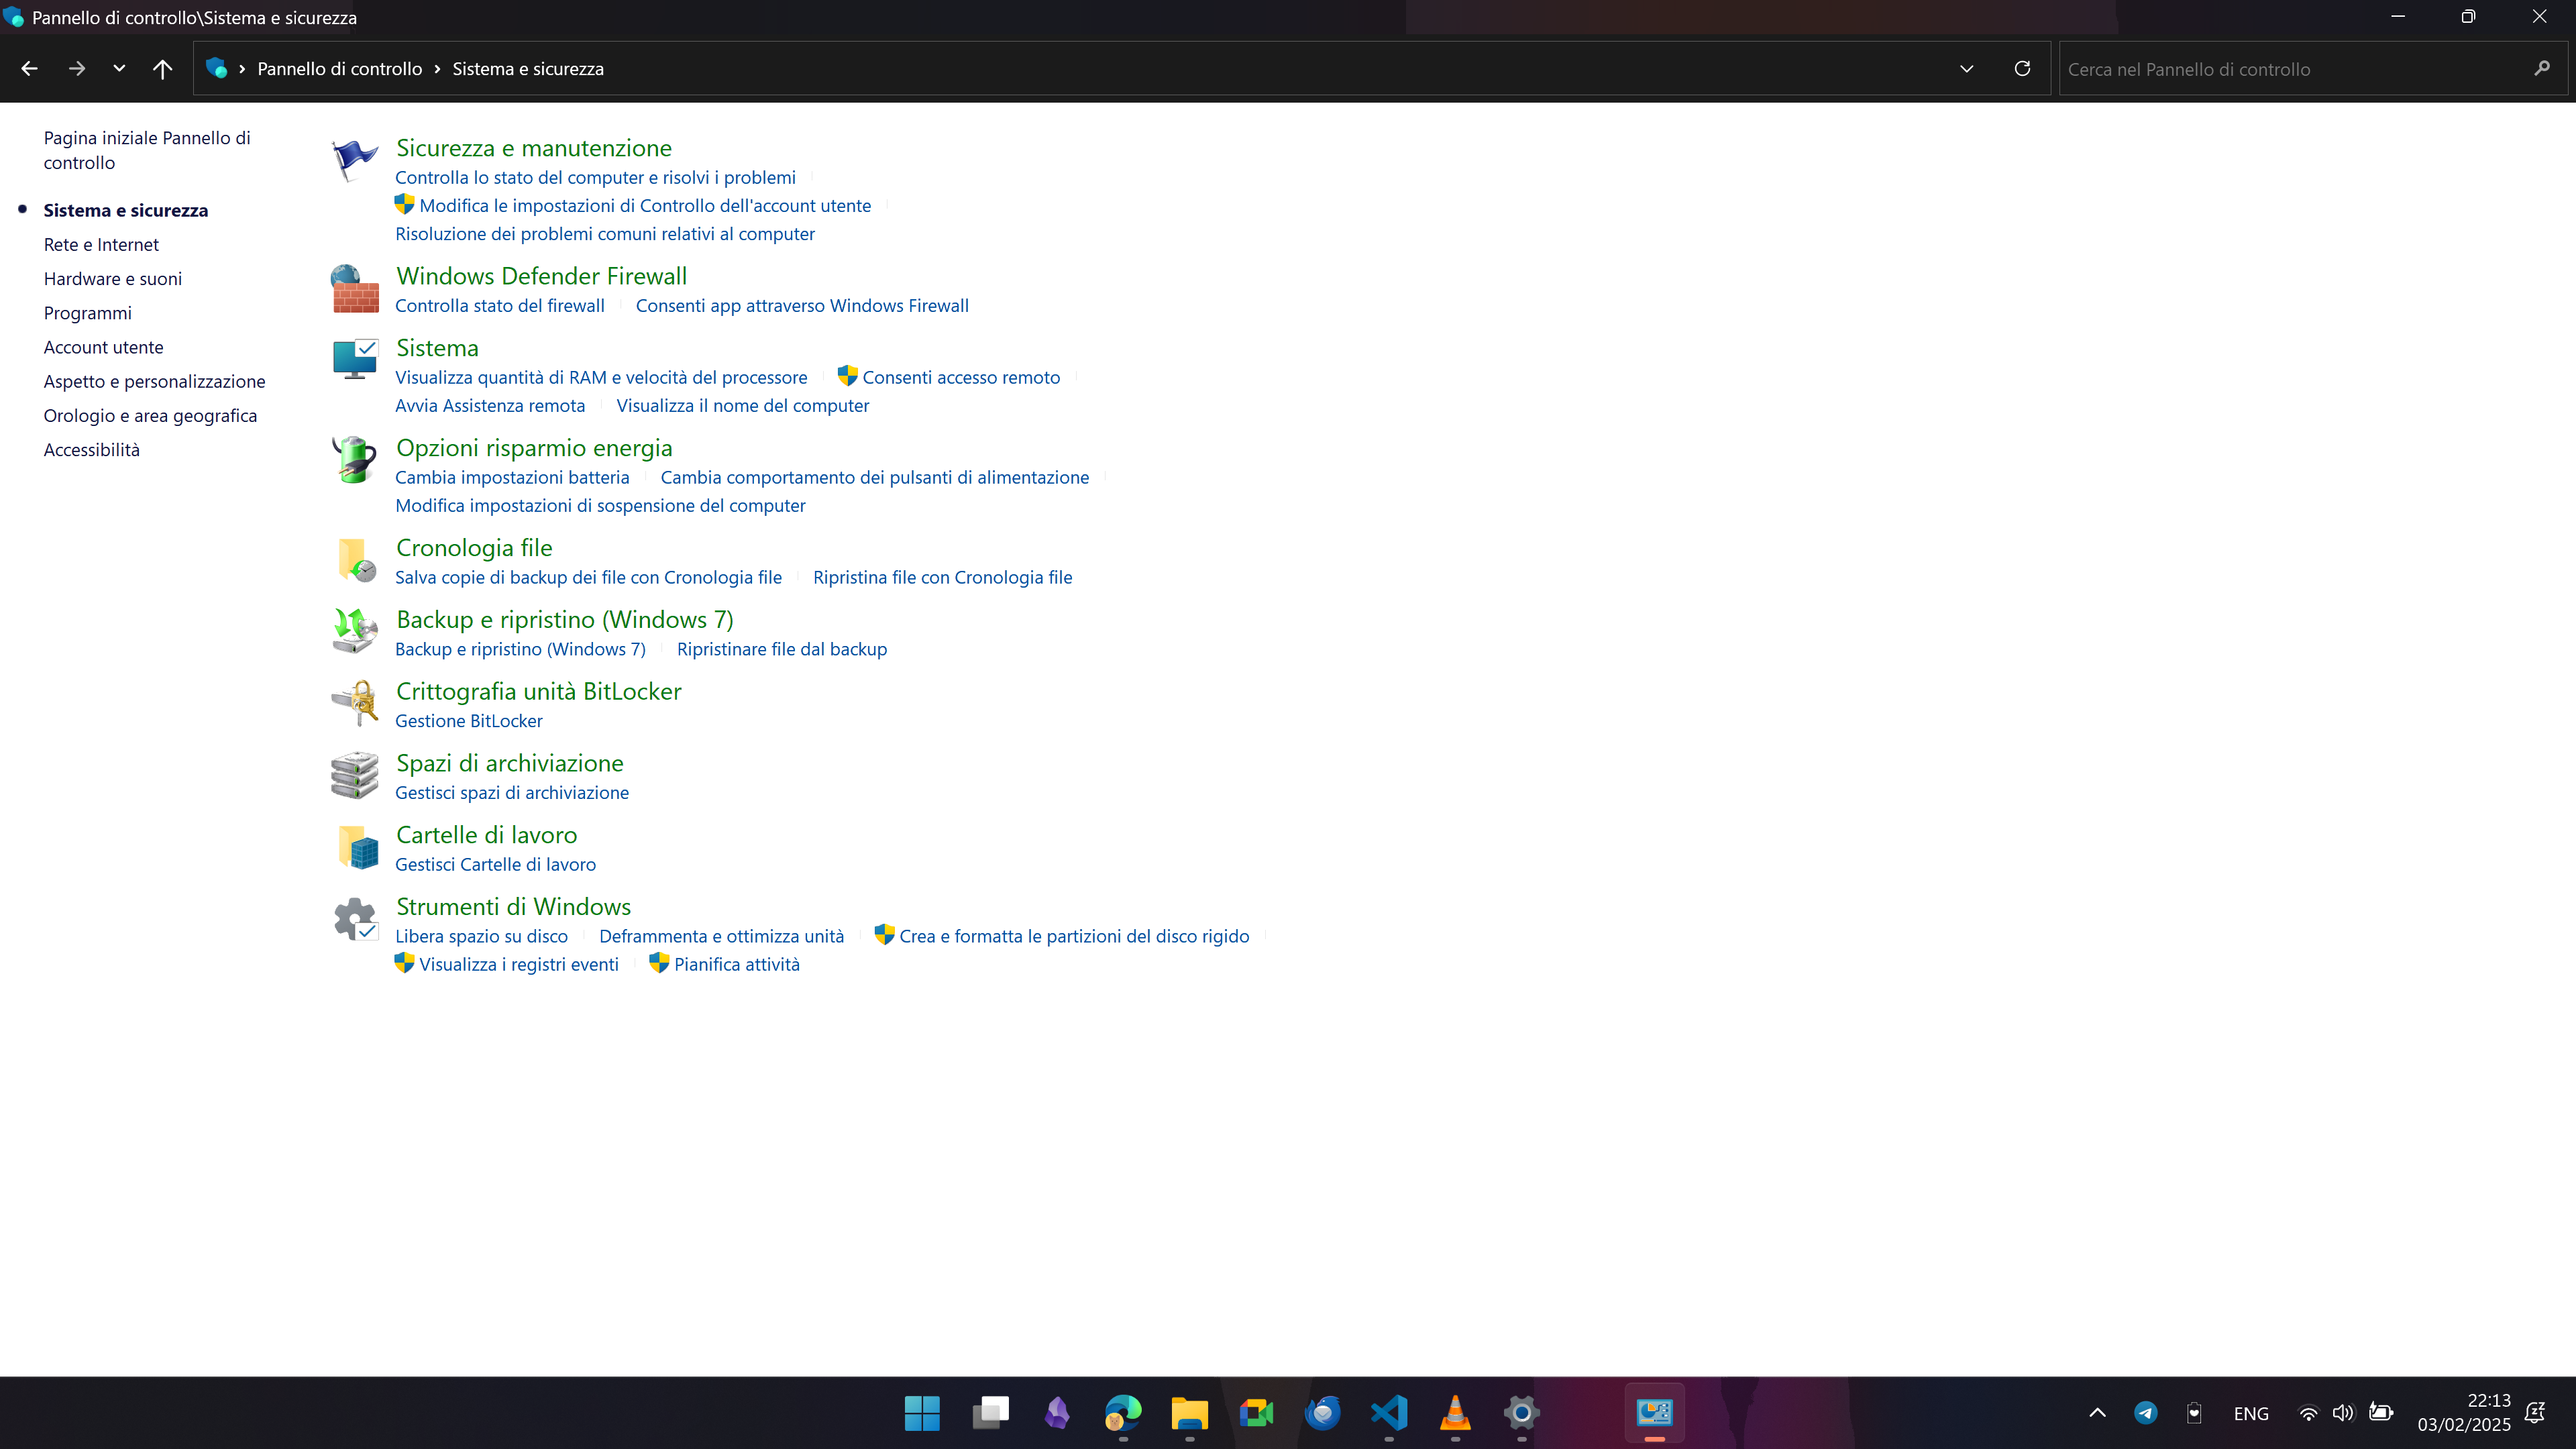 Pannello di controllo\Sistema e sicurezza
Pannello di controllo > Sistema e sicurezza
Cerca nel Pannello di controllo
Pagina iniziale Pannello di
controllo
Sistema e sicurezza
Rete e Internet
Hardware e suoni
Programmi
Account utente
Aspetto e personalizzazione
Orologio e area geografica
Accessibilità
Sicurezza e manutenzione
Controlla lo stato del computer e risolvi i problemi
Modifica le impostazioni di Controllo dell'account utente
Risoluzione dei problemi comuni relativi al computer
Windows Defender Firewall
Controlla stato del firewall Consenti app attraverso Windows Firewall
Sistema
Visualizza quantità di RAM e velocità del processore Consenti accesso remoto
Avvia Assistenza remota Visualizza il nome del computer
Opzioni risparmio energia
Cambia impostazioni batteria Cambia comportamento dei pulsanti di alimentazione
Modifica impostazioni di sospensione del computer
Cronologia file
Salva copie di backup dei file con Cronologia file Ripristina file con Cronologia file
Backup e ripristino (Windows 7)
Backup e ripristino (Windows 7) Ripristinare file dal backup
Crittografia unità BitLocker
Gestione BitLocker
Spazi di archiviazione
Gestisci spazi di archiviazione
Cartelle di lavoro
Gestisci Cartelle di lavoro
Strumenti di Windows
Libera spazio su disco Deframmenta e ottimizza unità Crea e formatta le partizioni del disco rigido
Visualizza i registri eventi Pianifica attività
ENG
22:13
03/02/2025